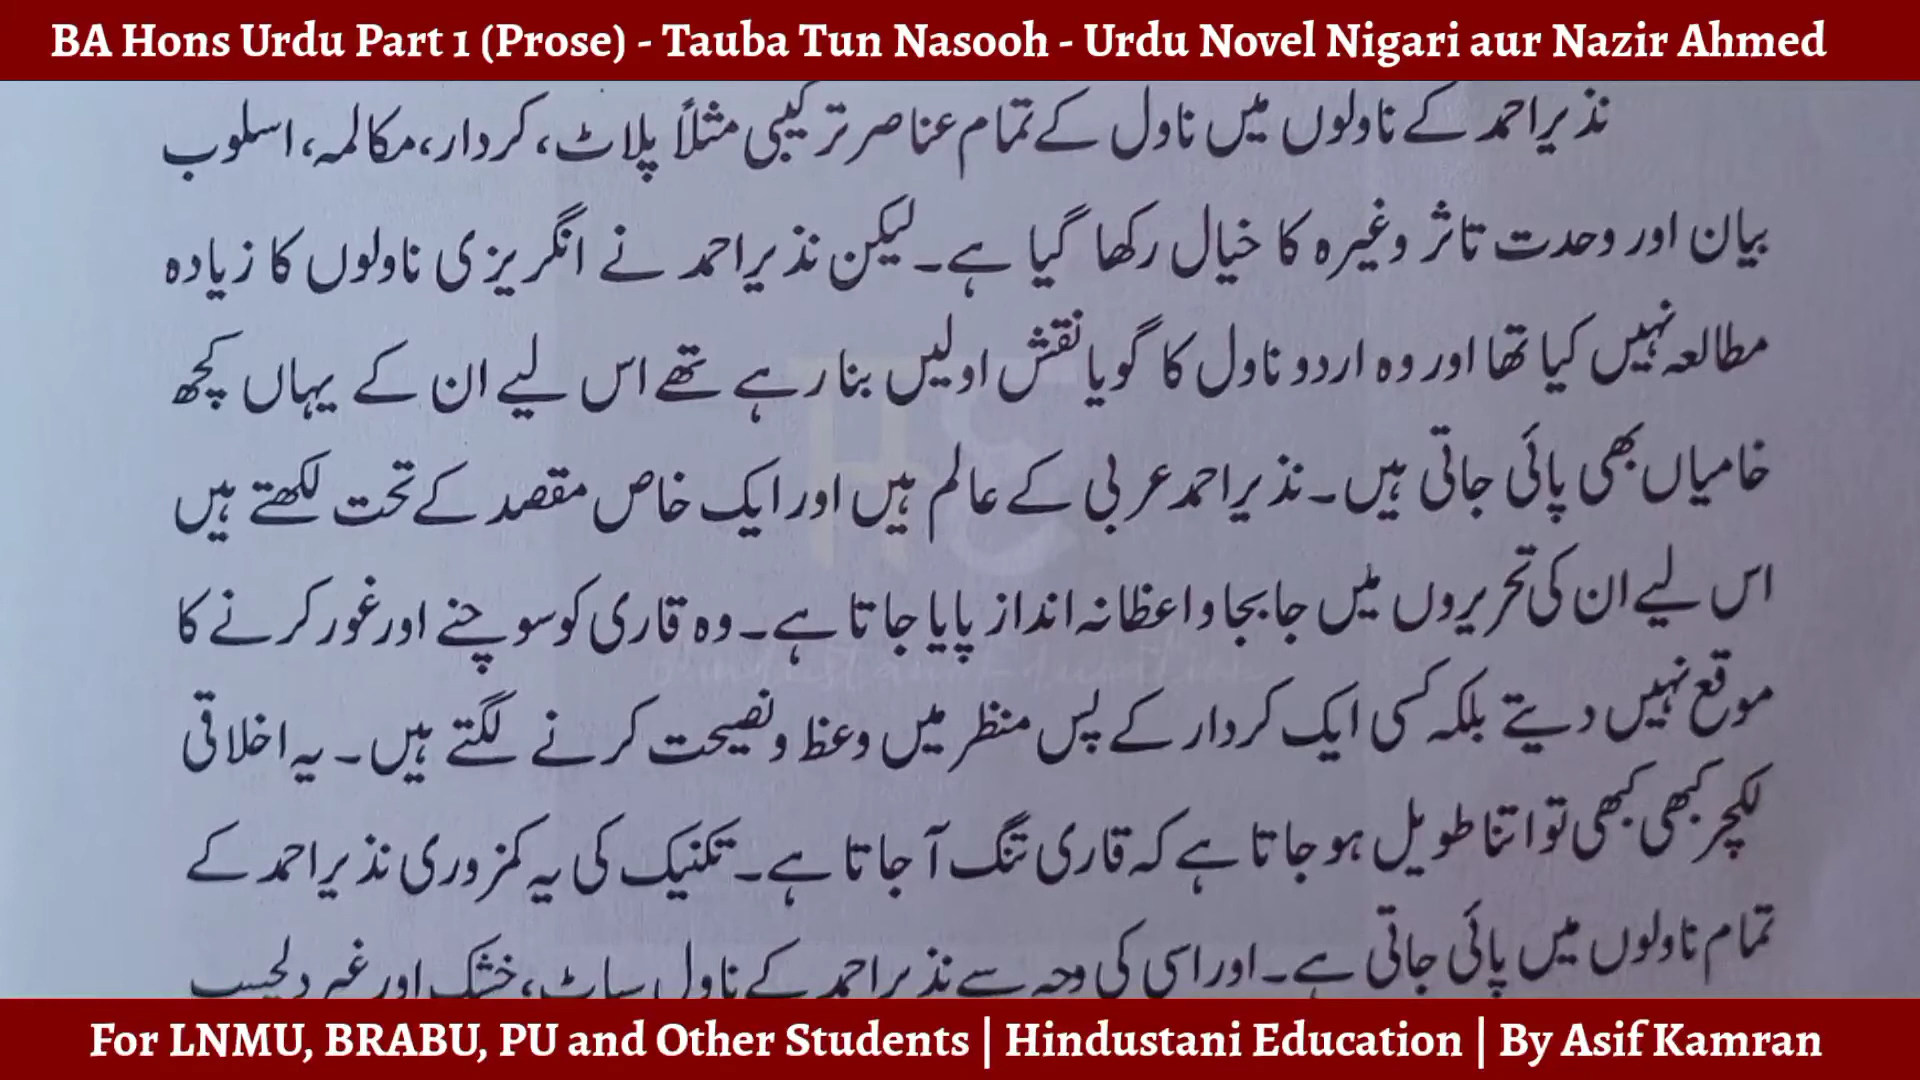 BA Hons Urdu Part 1 (Prose) - Tauba Tun Nasooh - Urdu Novel Nigari aur Nazir Ahmed
نذیر احمد کے ناولوں میں ناول کے تمام عناصر ترکیبی مثلاً پلاٹ، کردار، مکالمہ، اسلوب
بیان اور وحدت تاثر وغیرہ کا خیال رکھا گیا ہے۔ لیکن نذیر احمد نے انگریزی ناولوں کا زیادہ
مطالعہ نہیں کیا تھا اور وہ اردو ناول کا گویا نقش اولیں بنا رہے تھے اس لیے ان کے یہاں کچھ
خامیاں بھی پائی جاتی ہیں۔ نذیر احمد عربی کے عالم ہیں اور ایک خاص مقصد کے تحت لکھتے ہیں
اس لیے ان کی تحریروں میں جابجا واعظانہ انداز پایا جاتا ہے۔ وہ قاری کو سوچنے اور غور کرنے کا
موقع نہیں دیتے بلکہ کسی ایک کردار کے پس منظر میں وعظ و نصیحت کرنے لگتے ہیں۔ یہ اخلاقی
لکچر کبھی کبھی تو اتنا طویل ہو جاتا ہے کہ قاری تنگ آ جاتا ہے۔ تکنیک کی یہ کمزوری نذیر احمد کے
تمام ناولوں میں پائی جاتی ہے۔ اور اسی کی وجہ سے نذیر احمد کے ناول سپاٹ، خشک اور غیر دلچسپ
Hindustani Education
For LNMU, BRABU, PU and Other Students | Hindustani Education | By Asif Kamran